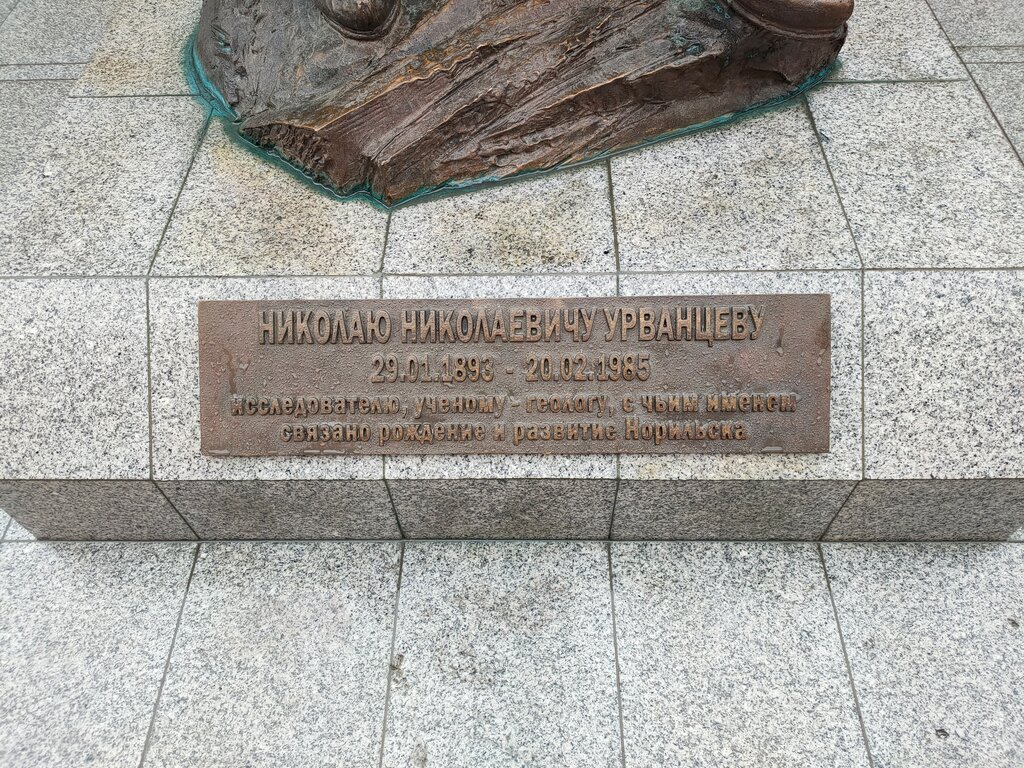 НИКОЛАЮ НИКОЛАЕВИЧУ УРВАНЦЕВУ
29.01.1893 - 20.02.1985
исследователю, ученому - геологу, с чьим именем
связано рождение и развитие Норильска